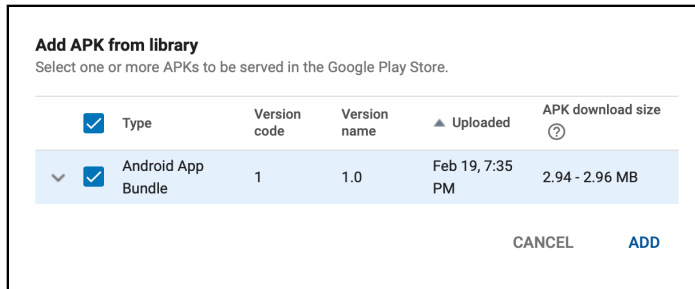 Add APK from library
Select one or more APKs to be served in the Google Play Store.
Type
Version
code
Version
name
Uploaded
APK download size
?
Android App
Bundle
1
1.0
Feb 19, 7:35
PM
2.94 - 2.96 MB
CANCEL
ADD